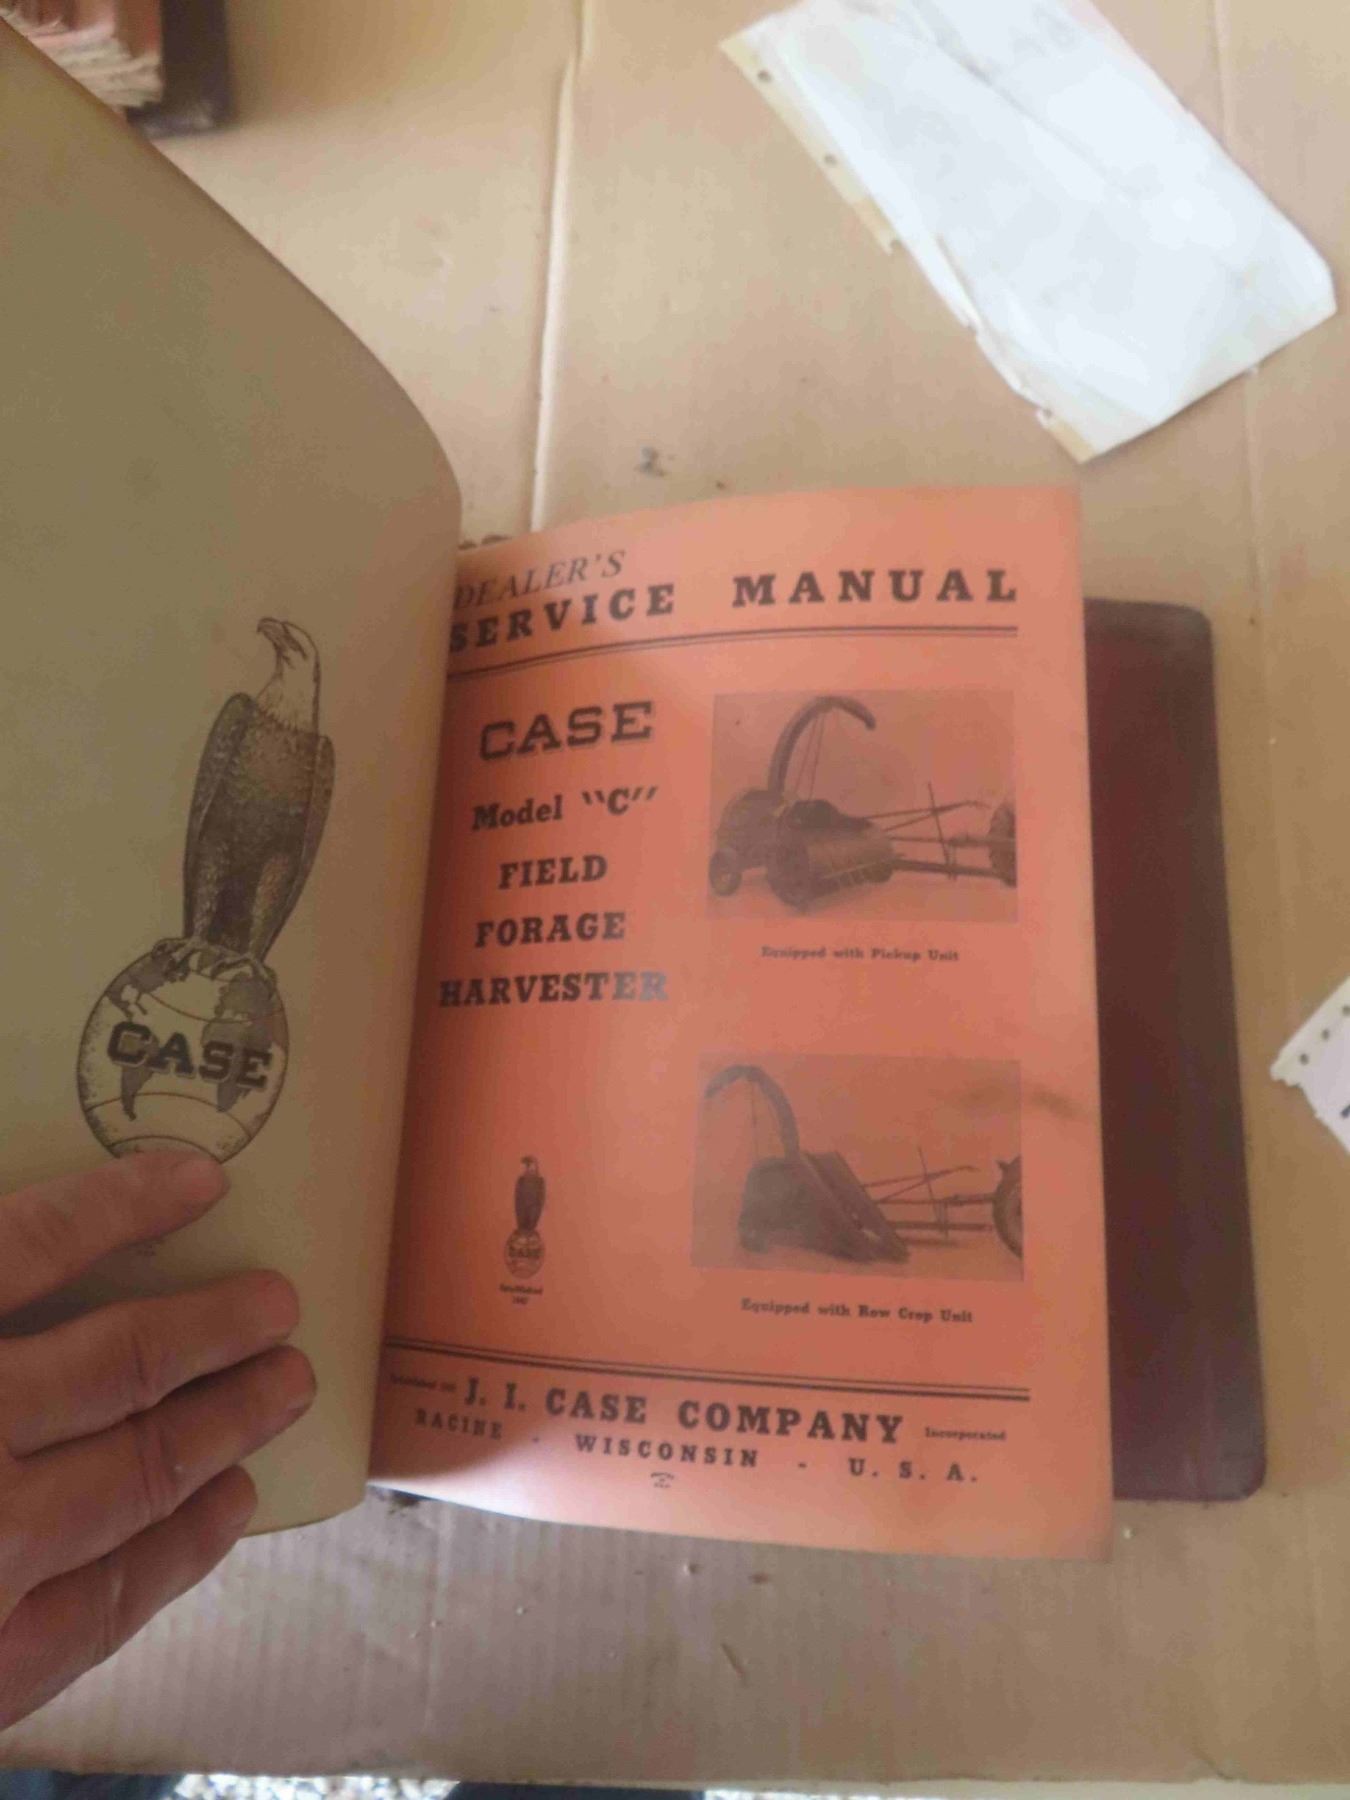 CASE
DEALER'S
SERVICE MANUAL
CASE
Model "C"
FIELD
FORAGE
HARVESTER
Equipped with Pickup Unit
Equipped with Row Crop Unit
CASE
J. I. CASE COMPANY Incorporated
RACINE - WISCONSIN - U. S. A.